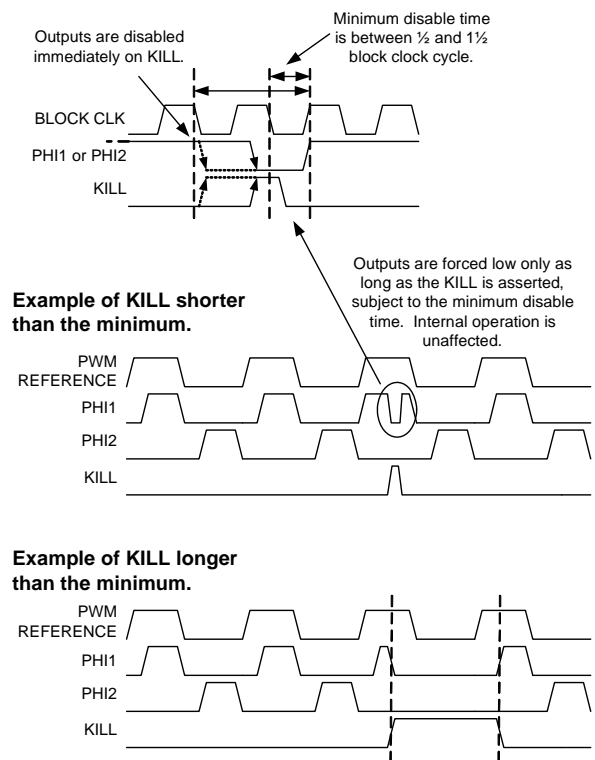 Outputs are disabled
immediately on KILL.
Minimum disable time
is between ½ and 1½
block clock cycle.
BLOCK CLK
PHI1 or PHI2
KILL
Outputs are forced low only as
long as the KILL is asserted,
subject to the minimum disable
time. Internal operation is
unaffected.
Example of KILL shorter
than the minimum.
PWM
REFERENCE
PHI1
PHI2
KILL
Example of KILL longer
than the minimum.
PWM
REFERENCE
PHI1
PHI2
KILL